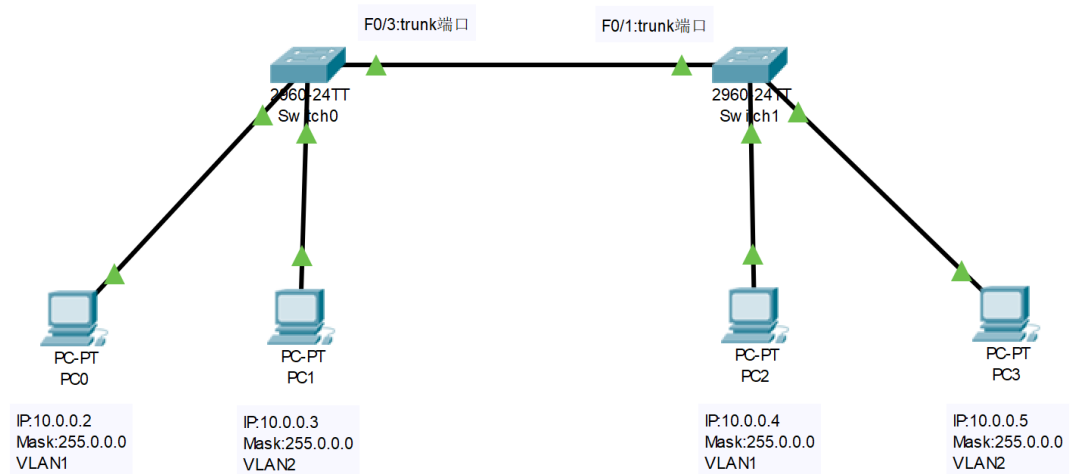 F0/3:trunk端口
F0/1:trunk端口
2960-24TT
Switch0
2960-24TT
Switch1
PC-PT
PC0
PC-PT
PC1
PC-PT
PC2
PC-PT
PC3
IP:10.0.0.2
Mask:255.0.0.0
VLAN1
IP:10.0.0.3
Mask:255.0.0.0
VLAN2
IP:10.0.0.4
Mask:255.0.0.0
VLAN1
IP:10.0.0.5
Mask:255.0.0.0
VLAN2